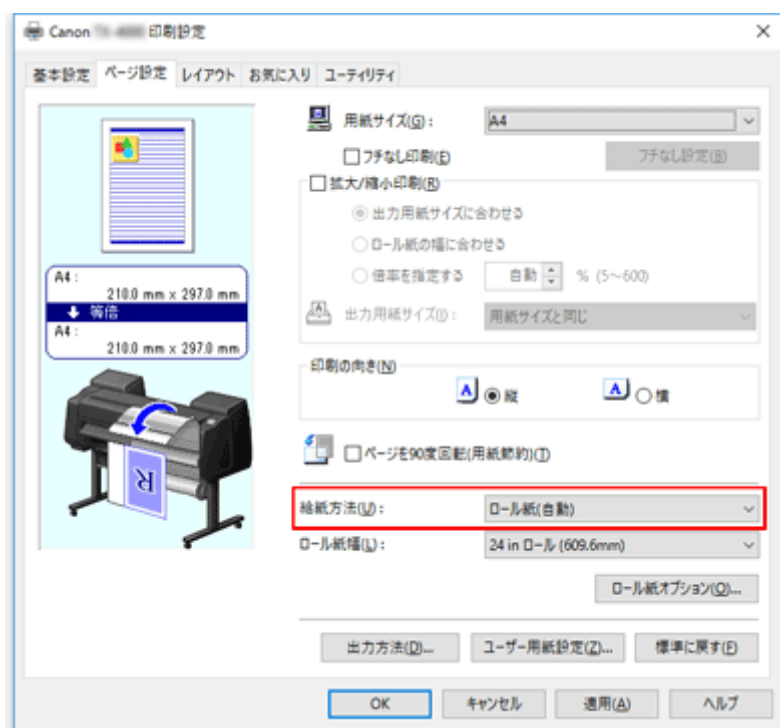 Canon 印刷設定
基本設定 ページ設定 レイアウト お気に入り ユーティリティ
用紙サイズ(G): A4
フチなし印刷(E) フチなし設定(B)
拡大/縮小印刷(R)
出力用紙サイズに合わせる
ロール紙の幅に合わせる
倍率を指定する 自動 % (5～600)
出力用紙サイズ(I): 用紙サイズと同じ
A4:
210.0 mm x 297.0 mm
等倍
A4:
210.0 mm x 297.0 mm
印刷の向き(N)
A 縦 A 横
ページを90度回転(用紙節約)(T)
R
給紙方法(U): ロール紙(自動)
ロール紙幅(L): 24 in ロール (609.6mm)
ロール紙オプション(O)...
出力方法(D)... ユーザー用紙設定(Z)... 標準に戻す(F)
OK キャンセル 適用(A) ヘルプ